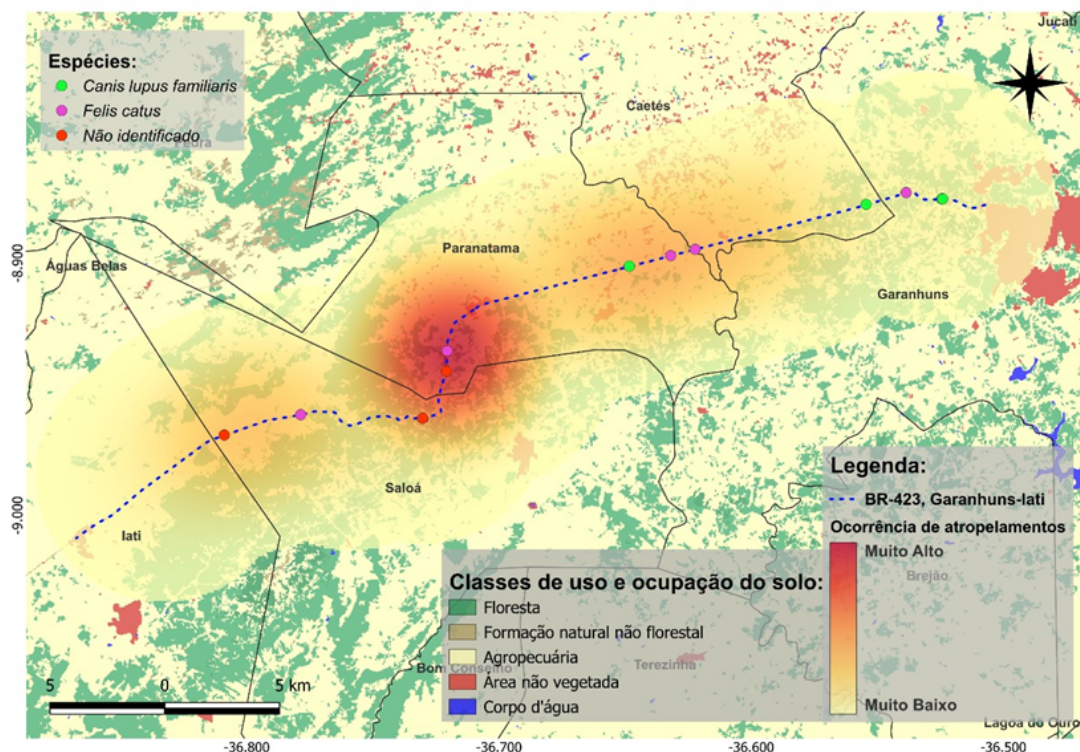 Jucati
Espécies:
Canis lupus familiaris
Felis catus
Não identificado
Pedra
Caetés
-8.900
Paranatama
Águas Belas
Garanhuns
Saloá
-9.000
Iati
Legenda:
BR-423, Garanhuns-Iati
Ocorrência de atropelamentos
Muito Alto
Brejão
Muito Baixo
Classes de uso e ocupação do solo:
Floresta
Formação natural não florestal
Agropecuária
Área não vegetada
Corpo d'água
Bom Conselho
Terezinha
Lagoa do Ouro
5 0 5 km
-36.800 -36.700 -36.600 -36.500